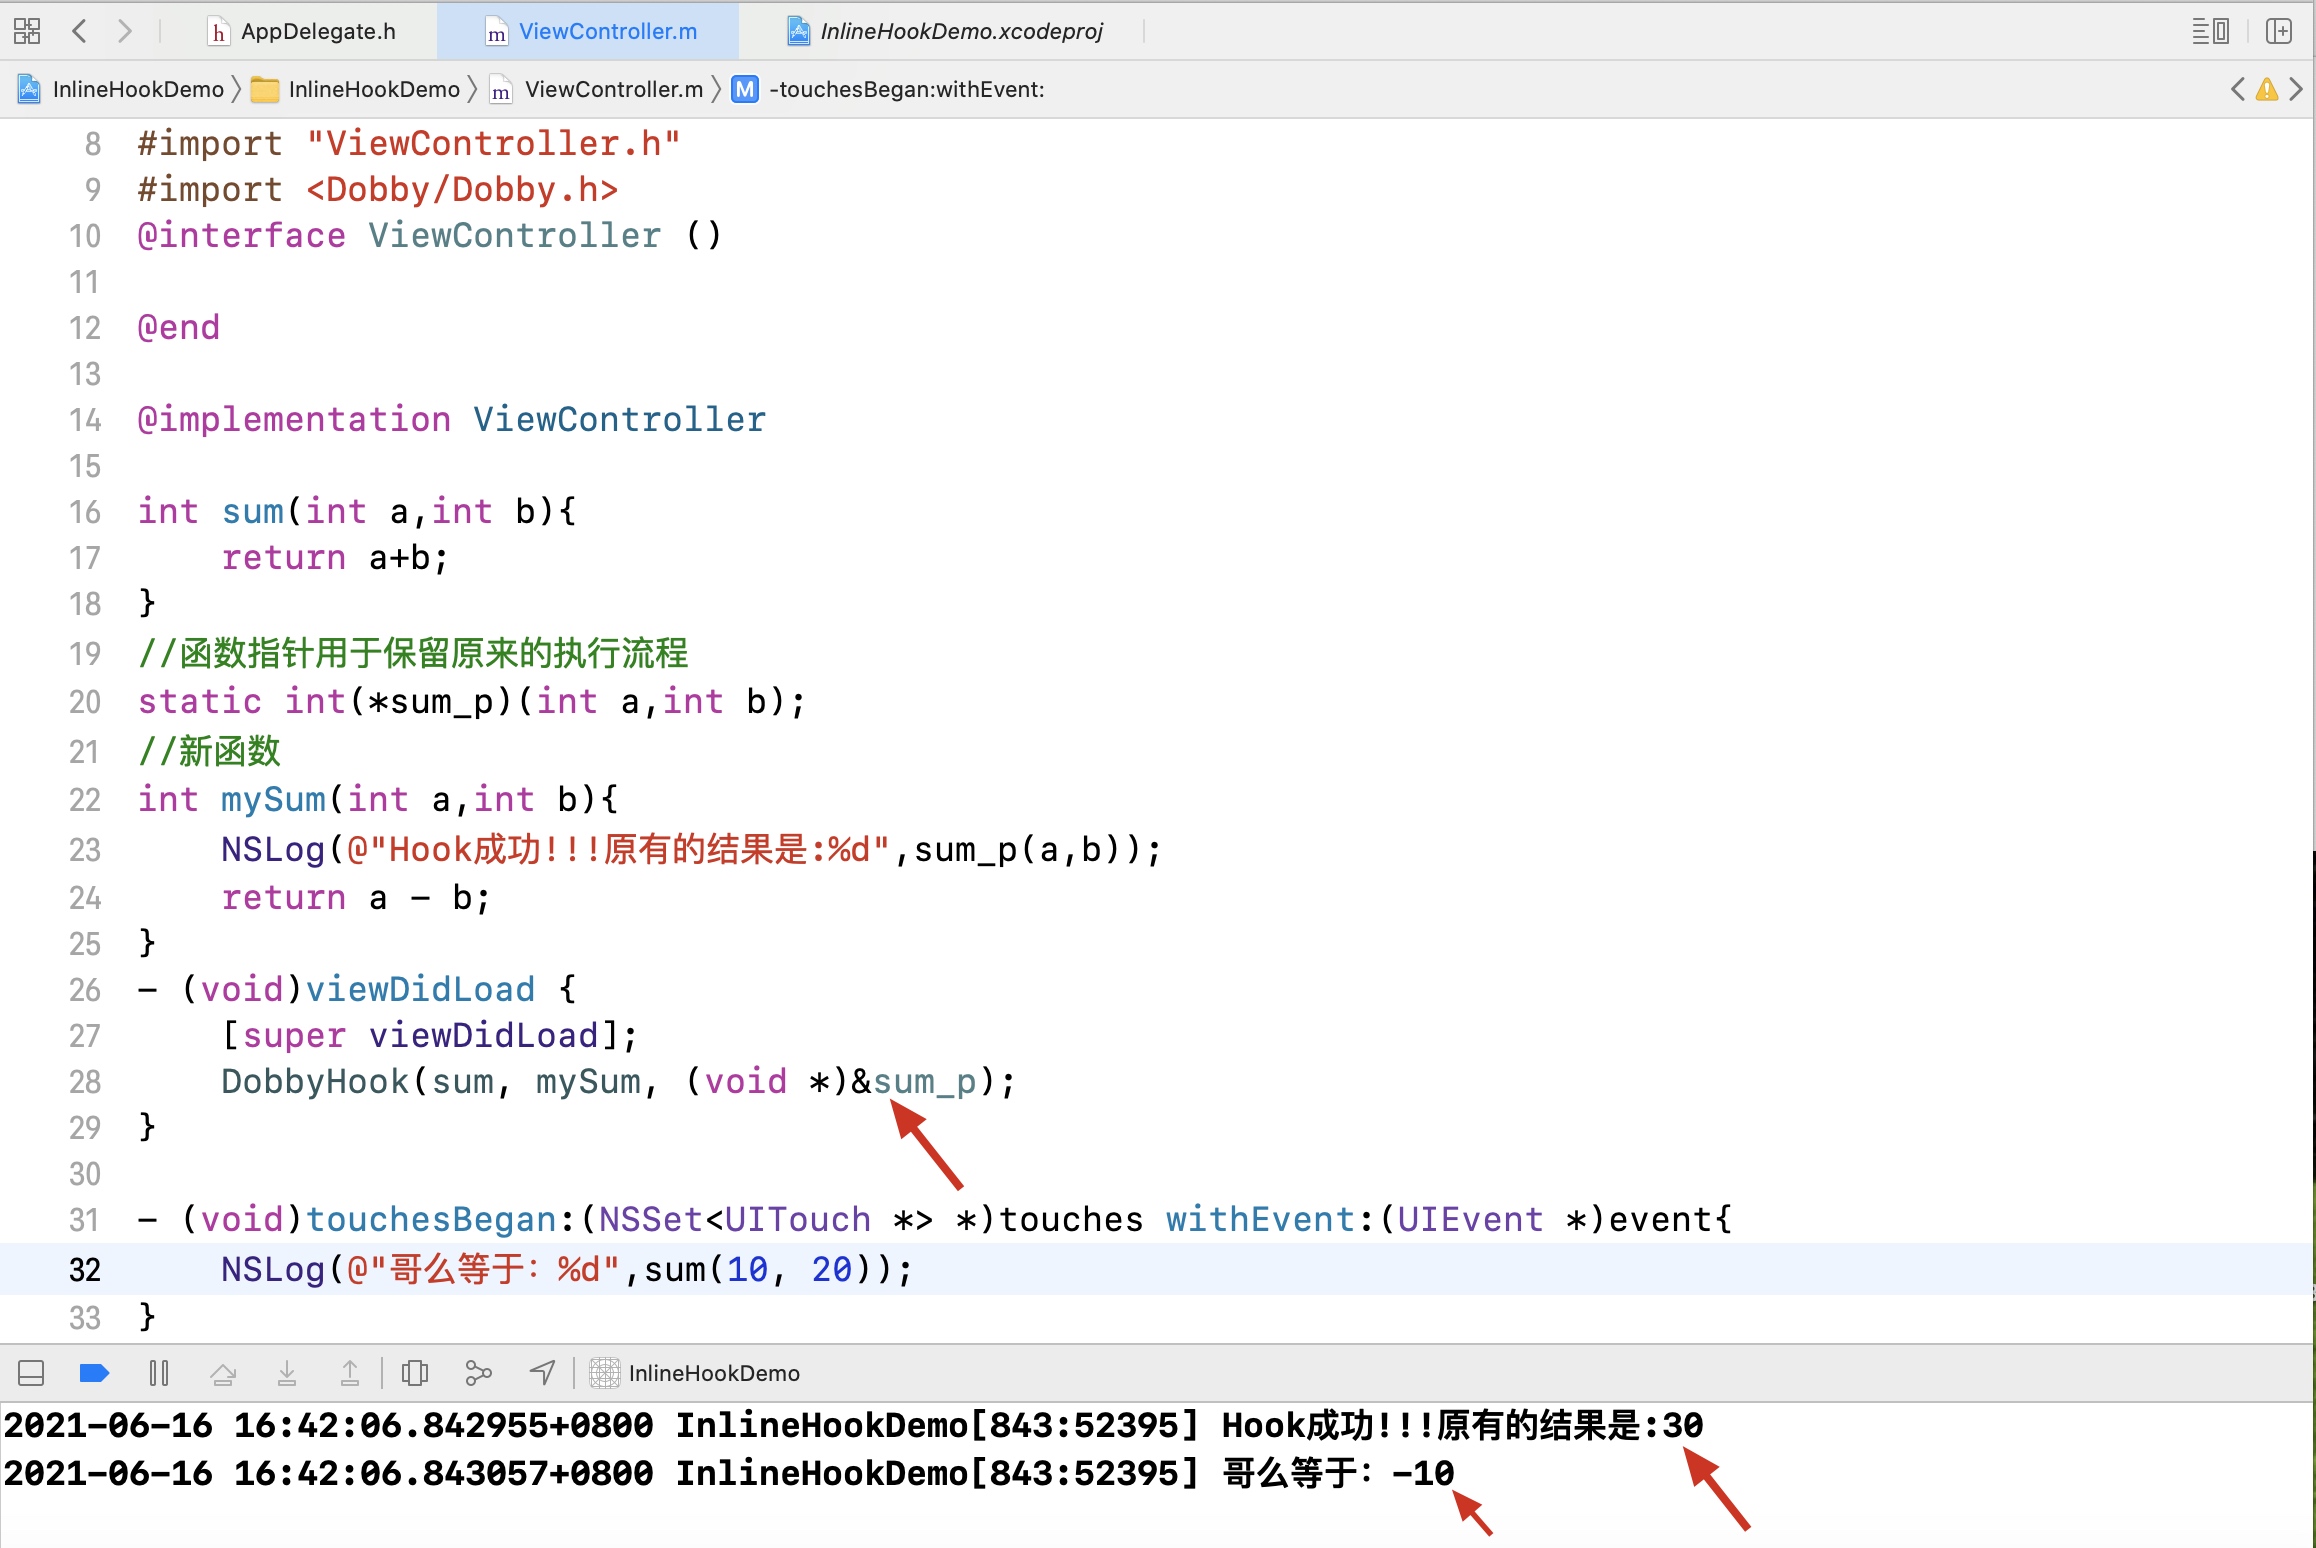 AppDelegate.h ViewController.m InlineHookDemo.xcodeproj
InlineHookDemo InlineHookDemo ViewController.m M -touchesBegan:withEvent:
8 #import "ViewController.h"
9 #import <Dobby/Dobby.h>
10 @interface ViewController ()
11
12 @end
13
14 @implementation ViewController
15
16 int sum(int a,int b){
17     return a+b;
18 }
19 //函数指针用于保留原来的执行流程
20 static int(*sum_p)(int a,int b);
21 //新函数
22 int mySum(int a,int b){
23     NSLog(@"Hook成功!!!原有的结果是:%d",sum_p(a,b));
24     return a - b;
25 }
26 - (void)viewDidLoad {
27     [super viewDidLoad];
28     DobbyHook(sum, mySum, (void *)&sum_p);
29 }
30
31 - (void)touchesBegan:(NSSet<UITouch *> *)touches withEvent:(UIEvent *)event{
32     NSLog(@"哥么等于：%d",sum(10, 20));
33 }
InlineHookDemo
2021-06-16 16:42:06.842955+0800 InlineHookDemo[843:52395] Hook成功!!!原有的结果是:30
2021-06-16 16:42:06.843057+0800 InlineHookDemo[843:52395] 哥么等于：-10